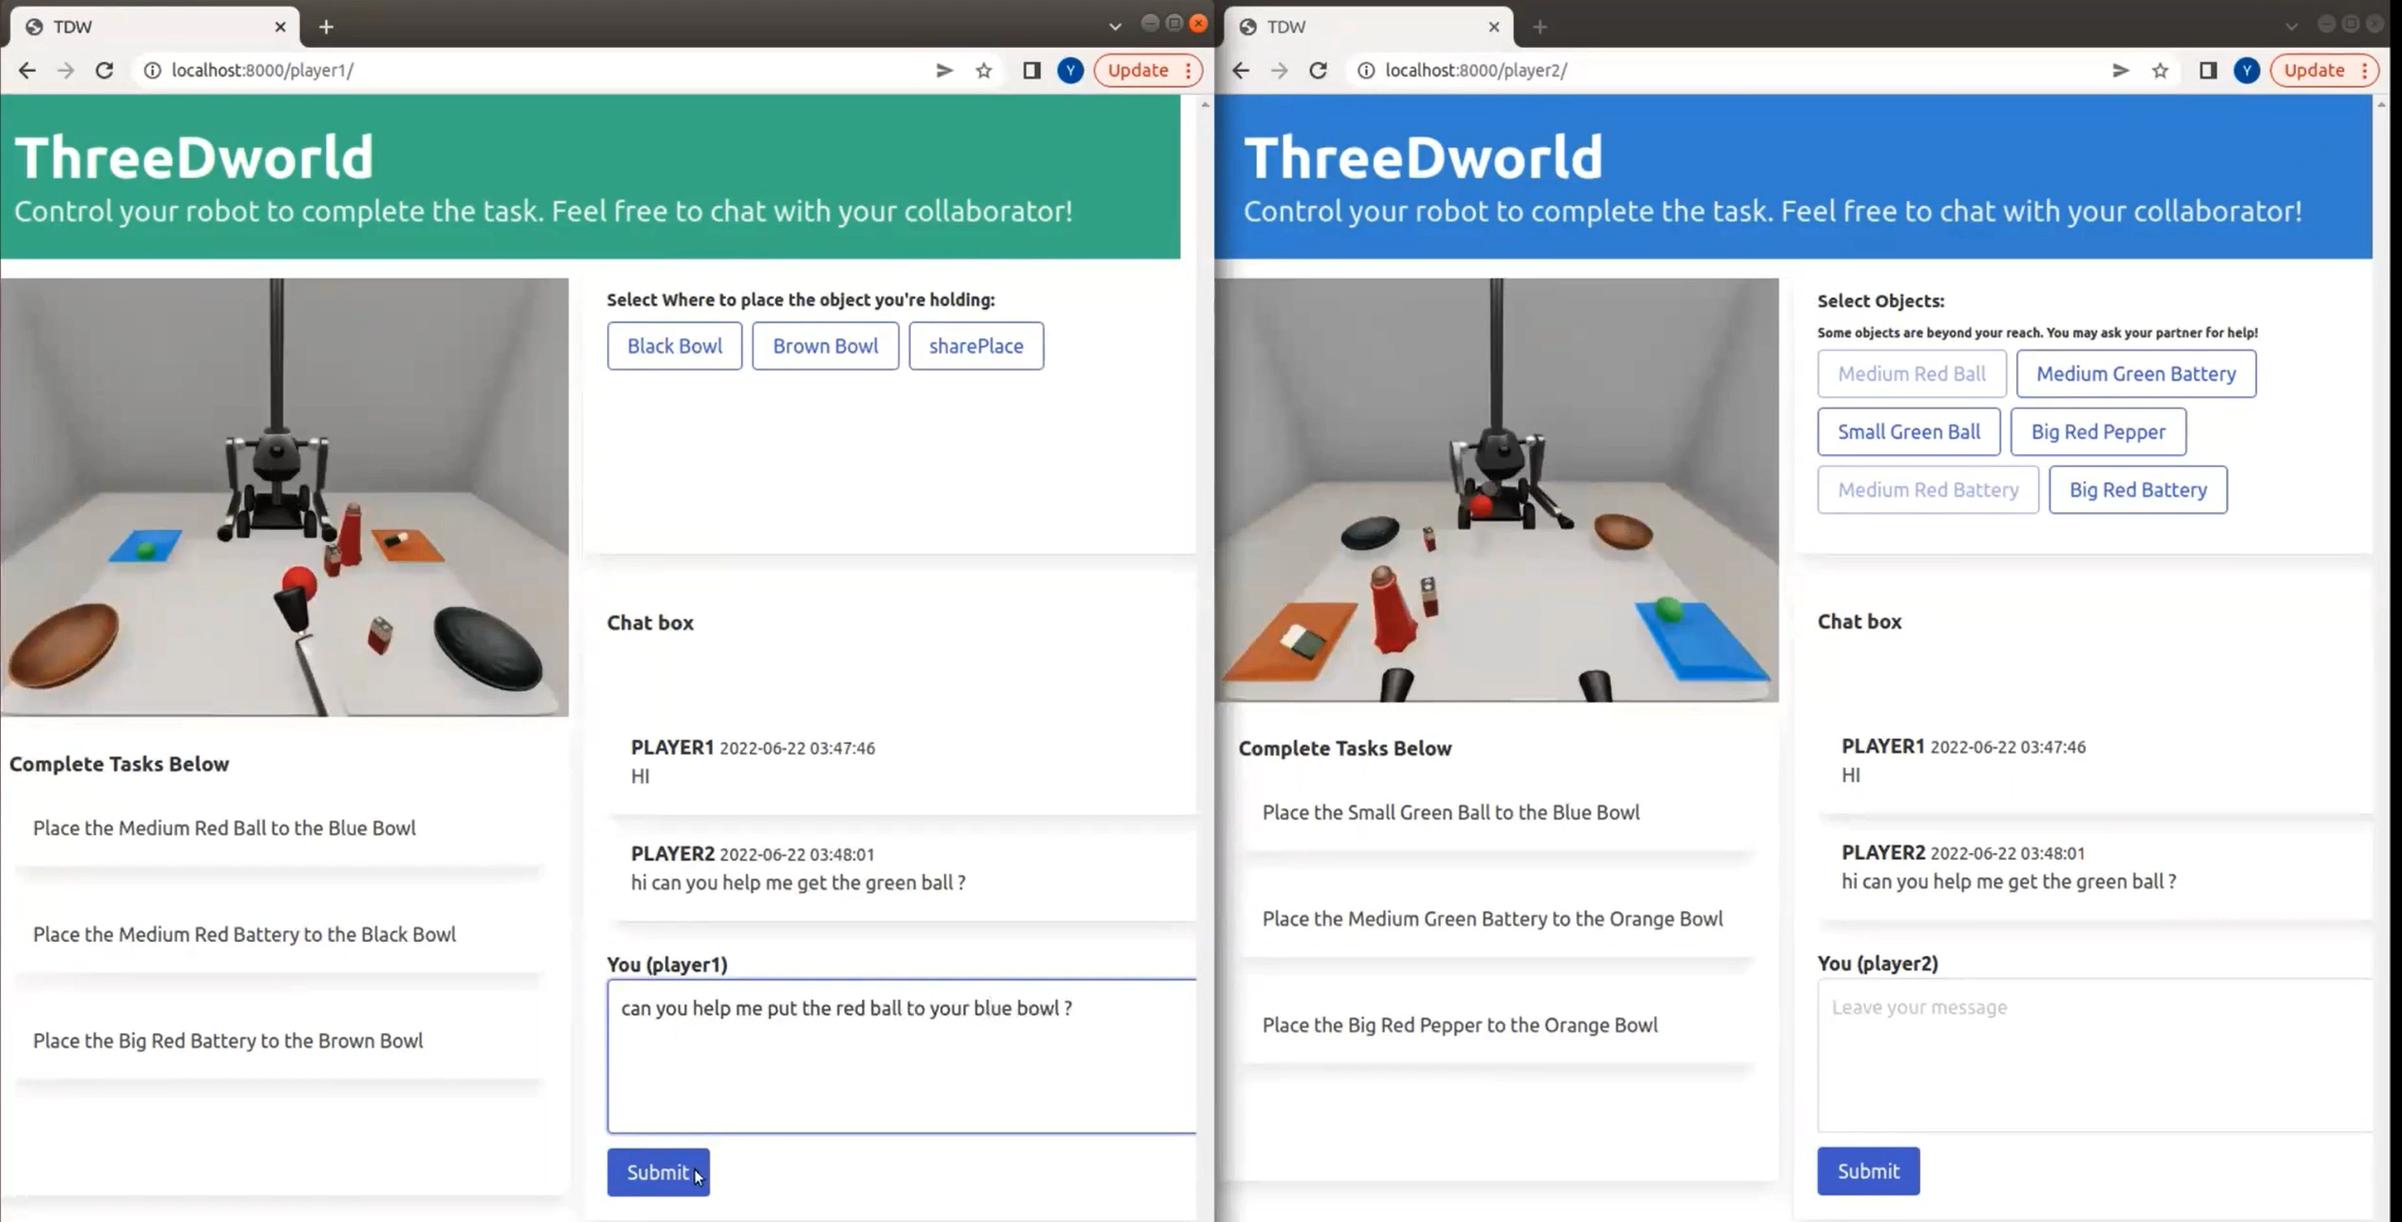 TDW
localhost:8000/player1/
Y
Update
ThreeDworld
Control your robot to complete the task. Feel free to chat with your collaborator!
Select Where to place the object you're holding:
Black Bowl
Brown Bowl
sharePlace
Chat box
PLAYER1 2022-06-22 03:47:46
HI
PLAYER2 2022-06-22 03:48:01
hi can you help me get the green ball ?
You (player1)
can you help me put the red ball to your blue bowl ?
Submit
Complete Tasks Below
Place the Medium Red Ball to the Blue Bowl
Place the Medium Red Battery to the Black Bowl
Place the Big Red Battery to the Brown Bowl
TDW
localhost:8000/player2/
Y
Update
ThreeDworld
Control your robot to complete the task. Feel free to chat with your collaborator!
Select Objects:
Some objects are beyond your reach. You may ask your partner for help!
Medium Red Ball
Medium Green Battery
Small Green Ball
Big Red Pepper
Medium Red Battery
Big Red Battery
Chat box
PLAYER1 2022-06-22 03:47:46
HI
PLAYER2 2022-06-22 03:48:01
hi can you help me get the green ball ?
You (player2)
Leave your message
Submit
Complete Tasks Below
Place the Small Green Ball to the Blue Bowl
Place the Medium Green Battery to the Orange Bowl
Place the Big Red Pepper to the Orange Bowl